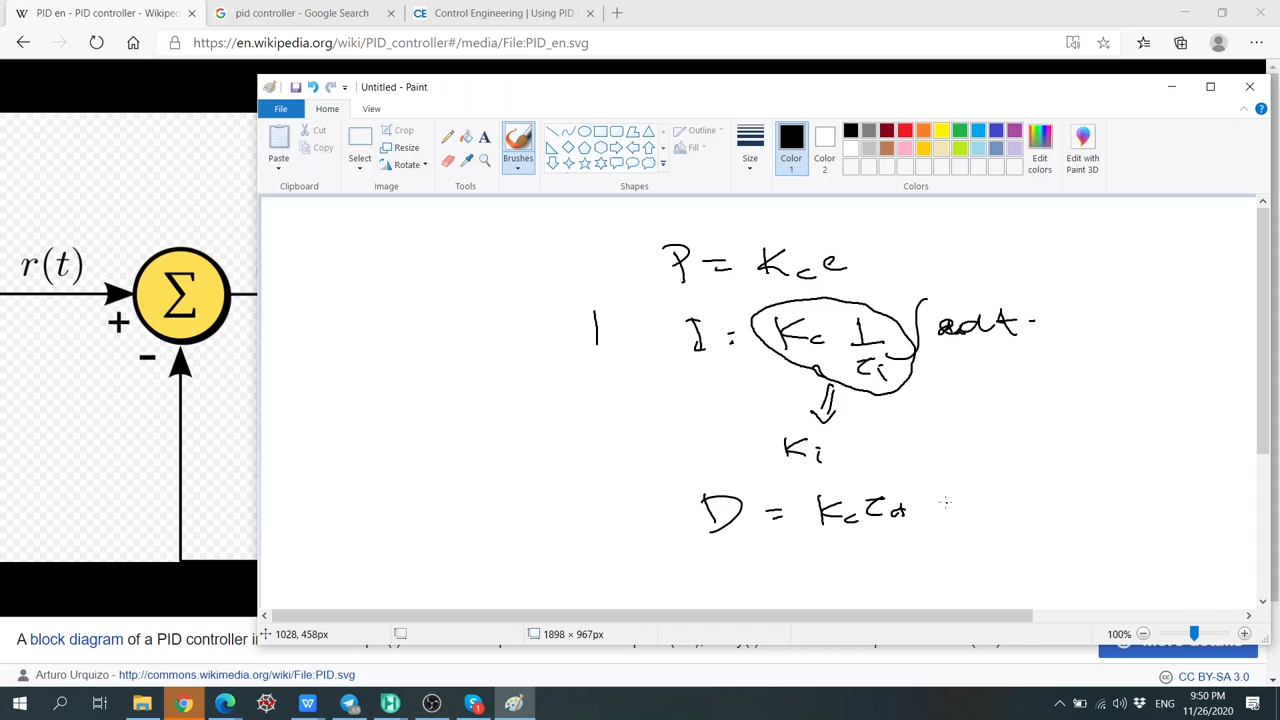 PID en - PID controller - Wikiped
pid controller - Google Search
Control Engineering | Using PID
https://en.wikipedia.org/wiki/PID_controller#/media/File:PID_en.svg
Untitled - Paint
File Home View
Paste
Cut
Copy
Clipboard
Select
Crop
Resize
Rotate
Image
Tools
Brushes
Outline
Fill
Shapes
Size
Color 1
Color 2
Edit colors
Edit with Paint 3D
Colors
r(t)
Σ
+
-
P = Kc e
I = Kc 1/τi ∫ edt
Ki
D = Kc τd
1028, 458px
1898 × 967px
100%
A block diagram of a PID controller
Arturo Urquizo - http://commons.wikimedia.org/wiki/File:PID.svg
CC BY-SA 3.0
ENG
9:50 PM
11/26/2020